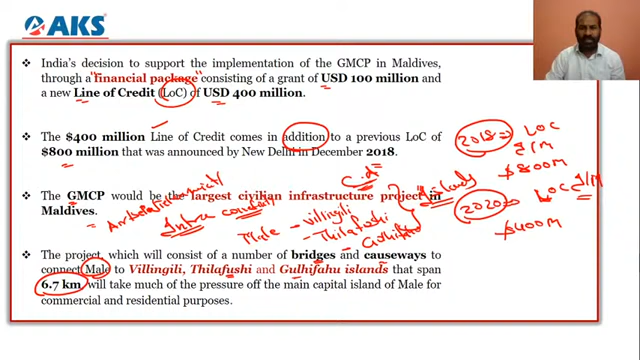 AKS
❖ India's decision to support the implementation of the GMCP in Maldives,
through a "financial package" consisting of a grant of USD 100 million and
a new Line of Credit (LoC) of USD 400 million.
❖ The $400 million Line of Credit comes in addition to a previous LoC of
$800 million that was announced by New Delhi in December 2018.
❖ The GMCP would be the largest civilian infrastructure project in
Maldives.
❖ The project, which will consist of a number of bridges and causeways to
connect Male to Villingili, Thilafushi and Gulhifahu islands that span
6.7 km will take much of the pressure off the main capital island of Male for
commercial and residential purposes.
2018
LOC
$800M
2020
LOCC
$400M
Islands
Male - Villingili
- Thilafushi
- Gulhifahu